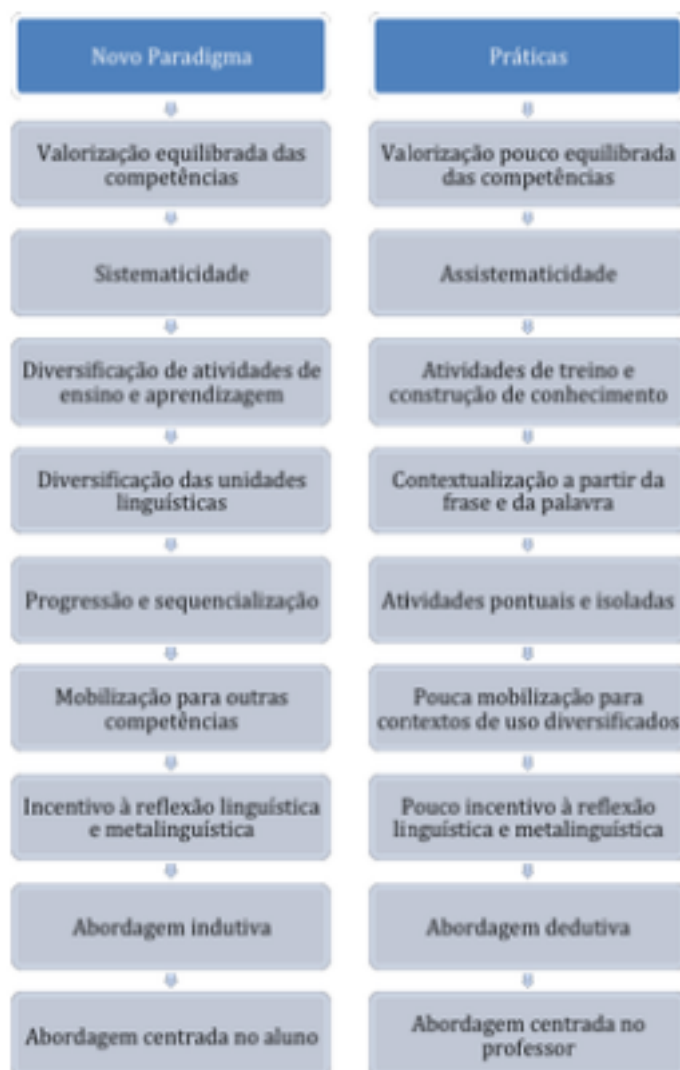 Novo Paradigma
Valorização equilibrada das
competências
Sistematicidade
Diversificação de atividades de
ensino e aprendizagem
Diversificação das unidades
linguísticas
Progressão e sequencialização
Mobilização para outras
competências
Incentivo à reflexão linguística
e metalinguística
Abordagem indutiva
Abordagem centrada no aluno
Práticas
Valorização pouco equilibrada
das competências
Assistematicidade
Atividades de treino e
construção de conhecimento
Contextualização a partir da
frase e da palavra
Atividades pontuais e isoladas
Pouca mobilização para
contextos de uso diversificados
Pouco incentivo à reflexão
linguística e metalinguística
Abordagem dedutiva
Abordagem centrada no
professor